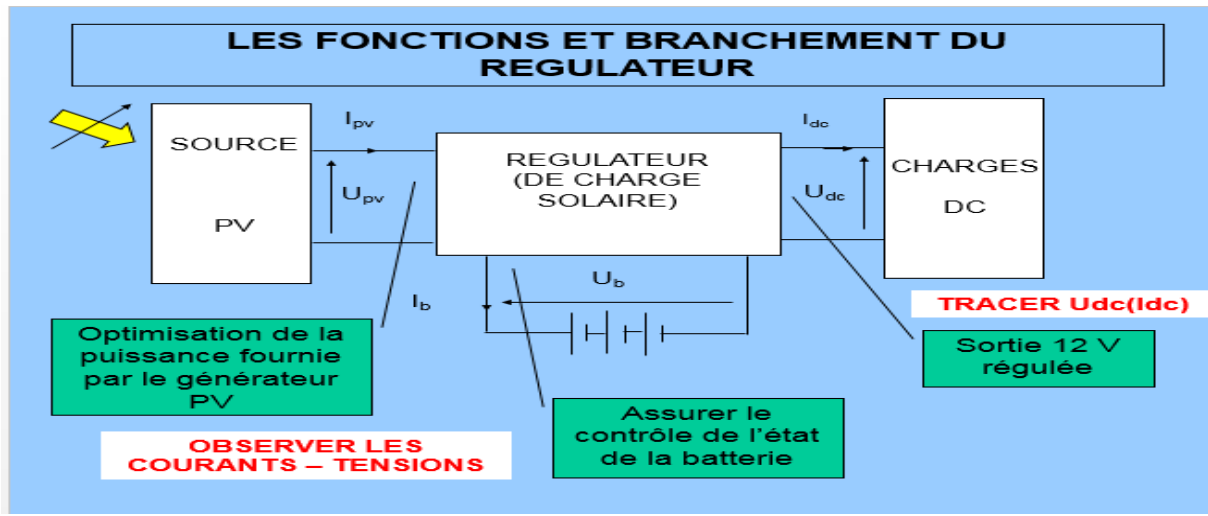 LES FONCTIONS ET BRANCHEMENT DU
REGULATEUR
SOURCE
PV
Ipv
Upv
REGULATEUR
(DE CHARGE
SOLAIRE)
Idc
Udc
CHARGES
DC
Ib
Ub
TRACER Udc(Idc)
Optimisation de la
puissance fournie
par le générateur
PV
Sortie 12 V
régulée
OBSERVER LES
COURANTS – TENSIONS
Assurer le
contrôle de l'état
de la batterie